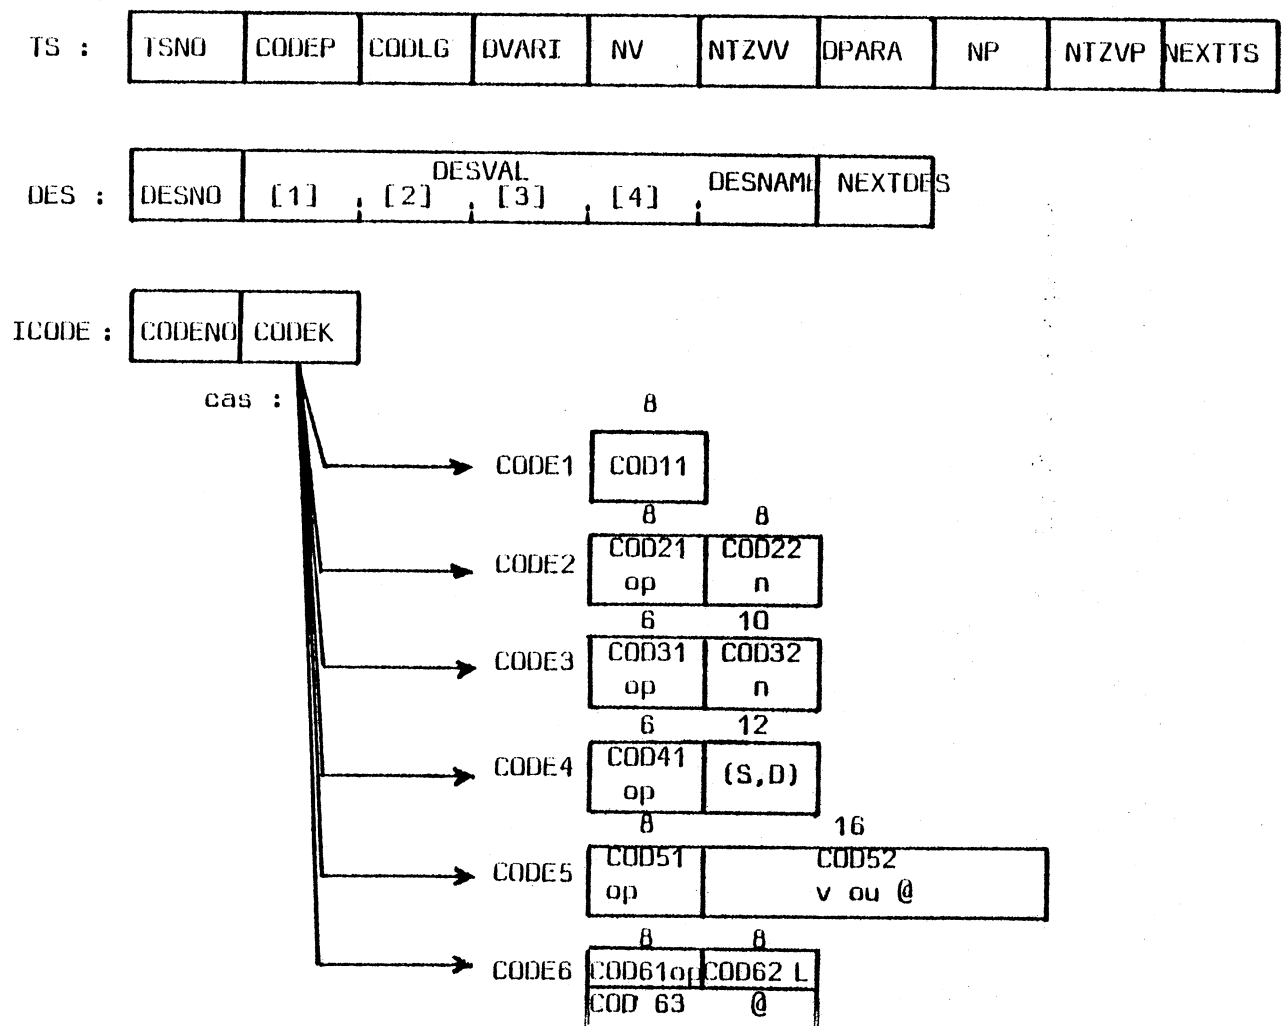 TS : TSNO CODEP CODLG DVARI NV NTZVV DPARA NP NTZVP NEXTTS
DESVAL
DES : DESNO [1] [2] [3] [4] DESNAME NEXTDES
ICODE : CODENO CODEK
cas :
8
CODE1 COD11
8 8
COD21 COD22
CODE2
op n
6 10
COD31 COD32
CODE3
op n
6 12
COD41
CODE4 (S,D)
op
8 16
COD51 COD52
CODE5
op v ou @
8 8
CODE6 COD61op COD62 L
COD 63 @